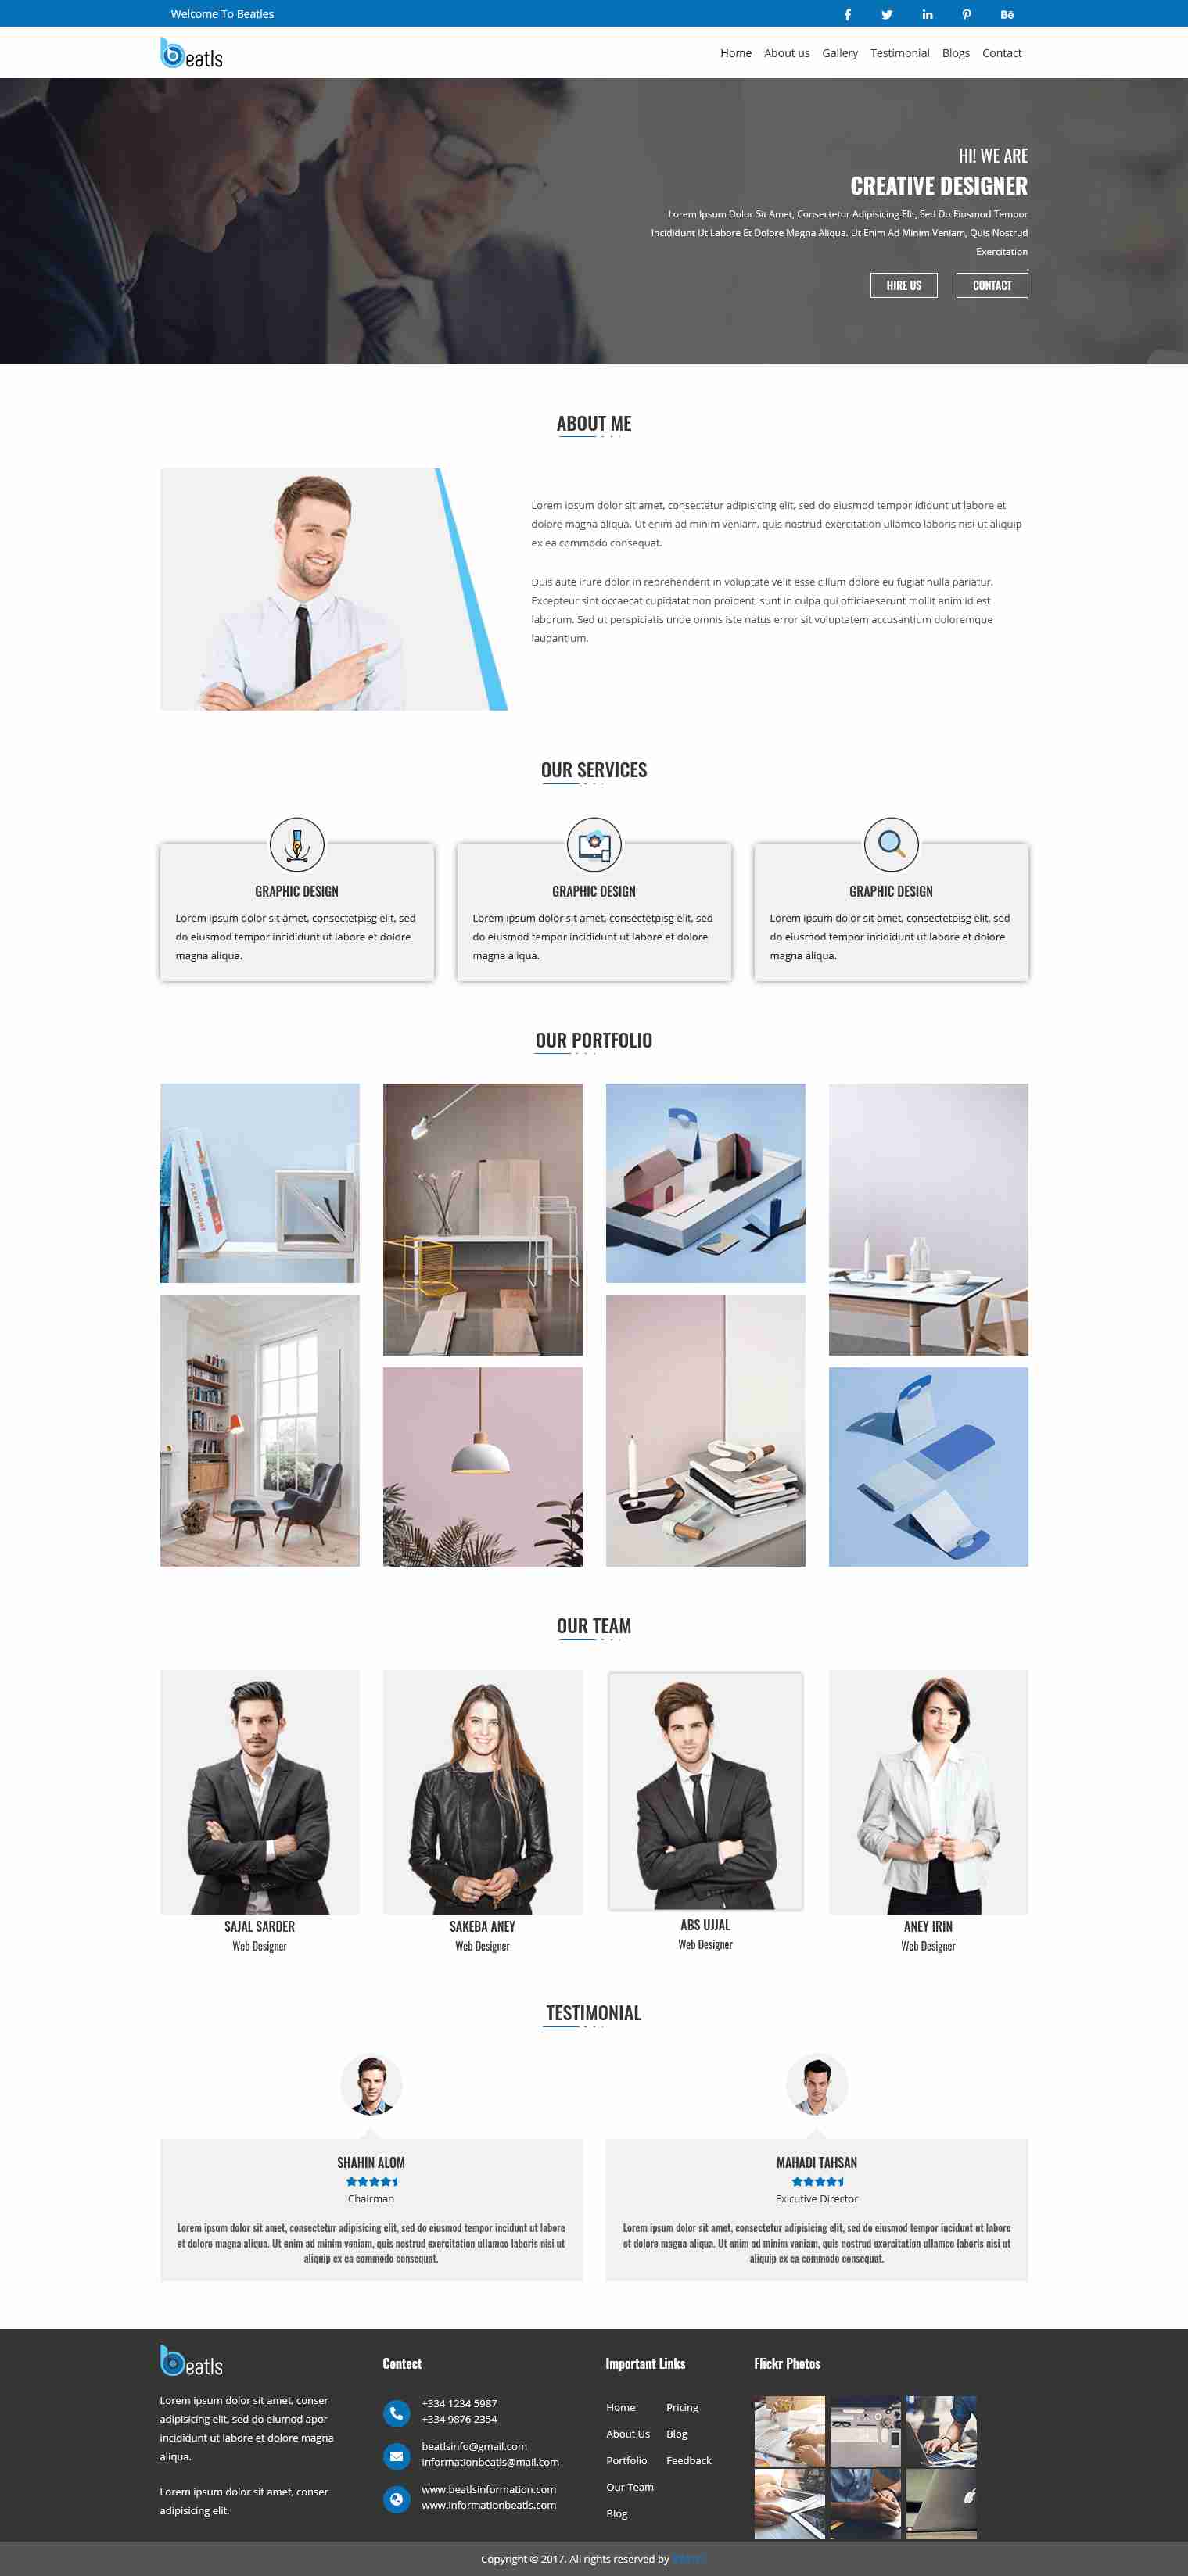 Welcome To Beatles
beatls
Home About us Gallery Testimonial Blogs Contact
HI! WE ARE
CREATIVE DESIGNER
Lorem Ipsum Dolor Sit Amet, Consectetur Adipisicing Elit, Sed Do Eiusmod Tempor
Incididunt Ut Labore Et Dolore Magna Aliqua. Ut Enim Ad Minim Veniam, Quis Nostrud
Exercitation
HIRE US CONTACT
ABOUT ME
Lorem ipsum dolor sit amet, consectetur adipisicing elit, sed do eiusmod tempor ididunt ut labore et
dolore magna aliqua. Ut enim ad minim veniam, quis nostrud exercitation ullamco laboris nisi ut aliquip
ex ea commodo consequat.
Duis aute irure dolor in reprehenderit in voluptate velit esse cillum dolore eu fugiat nulla pariatur.
Excepteur sint occaecat cupidatat non proident, sunt in culpa qui officiaeserunt mollit anim id est
laborum. Sed ut perspiciatis unde omnis iste natus error sit voluptatem accusantium doloremque
laudantium.
OUR SERVICES
GRAPHIC DESIGN
Lorem ipsum dolor sit amet, consectetpisg elit, sed
do eiusmod tempor incididunt ut labore et dolore
magna aliqua.
GRAPHIC DESIGN
Lorem ipsum dolor sit amet, consectetpisg elit, sed
do eiusmod tempor incididunt ut labore et dolore
magna aliqua.
GRAPHIC DESIGN
Lorem ipsum dolor sit amet, consectetpisg elit, sed
do eiusmod tempor incididunt ut labore et dolore
magna aliqua.
OUR PORTFOLIO
PLENTY MORE
OUR TEAM
SAJAL SARDER
Web Designer
SAKEBA ANEY
Web Designer
ABS UJJAL
Web Designer
ANEY IRIN
Web Designer
TESTIMONIAL
SHAHIN ALOM
Chairman
Lorem ipsum dolor sit amet, consectetur adipisicing elit, sed do eiusmod tempor incidunt ut labore
et dolore magna aliqua. Ut enim ad minim veniam, quis nostrud exercitation ullamco laboris nisi ut
aliquip ex ea commodo consequat.
MAHADI TAHSAN
Exicutive Director
Lorem ipsum dolor sit amet, consectetur adipisicing elit, sed do eiusmod tempor incidunt ut labore
et dolore magna aliqua. Ut enim ad minim veniam, quis nostrud exercitation ullamco laboris nisi ut
aliquip ex ea commodo consequat.
beatls
Lorem ipsum dolor sit amet, conser
adipisicing elit, sed do eiusmod apor
incididunt ut labore et dolore magna
aliqua.
Lorem ipsum dolor sit amet, conser
adipisicing elit.
Contect
+334 1234 5987
+334 9876 2354
beatlsinfo@gmail.com
informationbeatls@mail.com
www.beatlsinformation.com
www.informationbeatls.com
Important Links
Home Pricing
About Us Blog
Portfolio Feedback
Our Team
Blog
Flickr Photos
Copyright © 2017. All rights reserved by